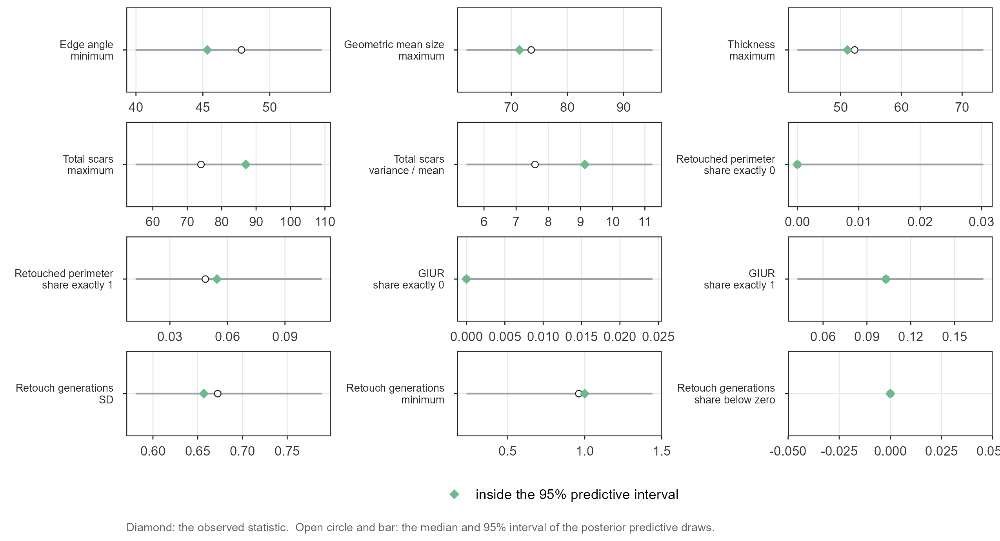 Edge angle
minimum
40 45 50
Geometric mean size
maximum
70 80 90
Thickness
maximum
50 60 70
Total scars
maximum
60 70 80 90 100 110
Total scars
variance / mean
6 7 8 9 10 11
Retouched perimeter
share exactly 0
0.00 0.01 0.02 0.03
Retouched perimeter
share exactly 1
0.03 0.06 0.09
GIUR
share exactly 0
0.000 0.005 0.010 0.015 0.020 0.025
GIUR
share exactly 1
0.06 0.09 0.12 0.15
Retouch generations
SD
0.60 0.65 0.70 0.75
Retouch generations
minimum
0.5 1.0 1.5
Retouch generations
share below zero
-0.050 -0.025 0.000 0.025 0.05
inside the 95% predictive interval
Diamond: the observed statistic.  Open circle and bar: the median and 95% interval of the posterior predictive draws.